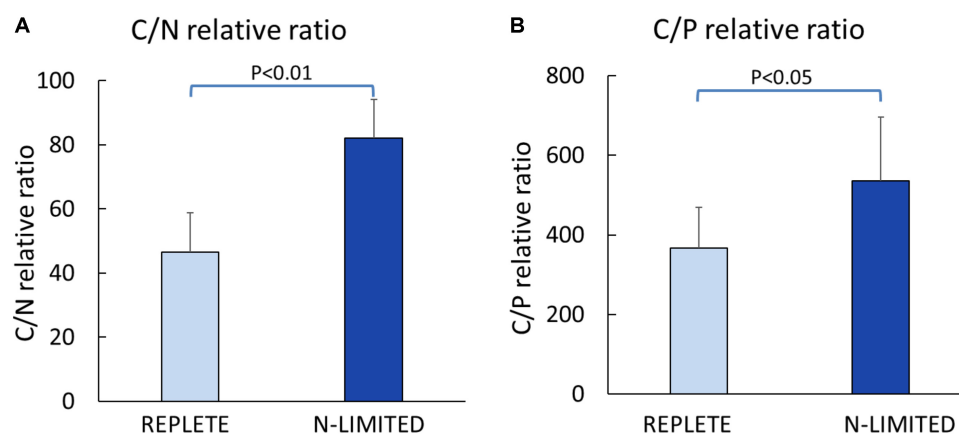 A
C/N relative ratio
P<0.01
C/N relative ratio
100
80
60
40
20
0
REPLETE
N-LIMITED
B
C/P relative ratio
P<0.05
C/P relative ratio
800
600
400
200
0
REPLETE
N-LIMITED